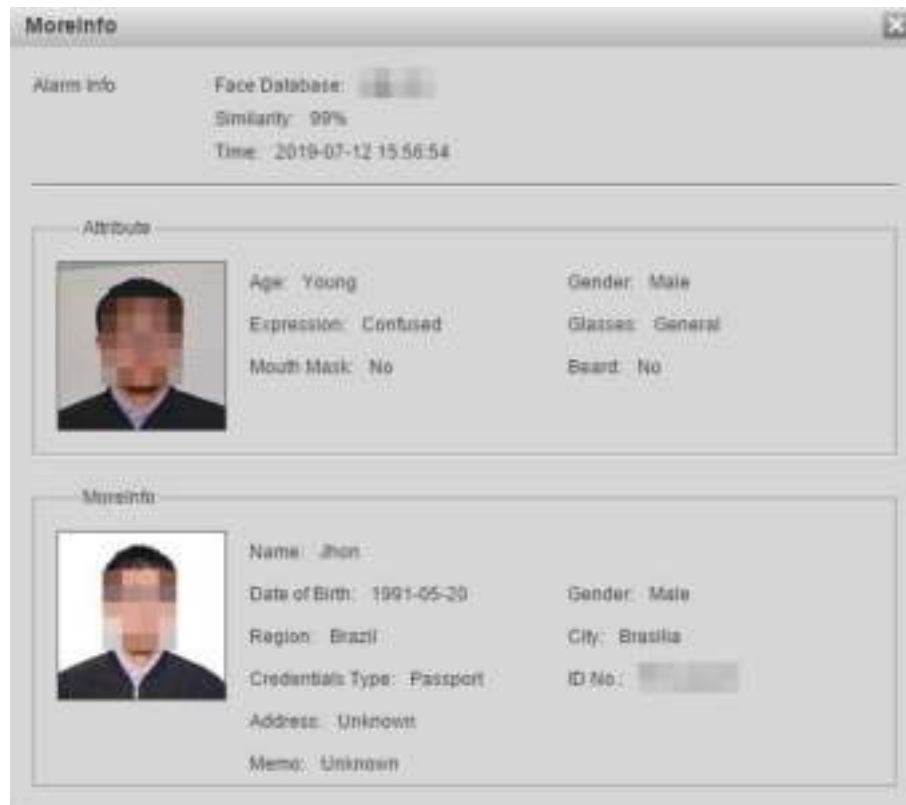 MoreInfo
Alarm Info
Face Database:
Similarity: 99%
Time: 2019-07-12 15:56:54
Attribute
Age: Young Gender: Male
Expression: Confused Glasses: General
Mouth Mask: No Beard: No
MoreInfo
Name: Jhon
Date of Birth: 1991-05-20 Gender: Male
Region: Brazil City: Brasilia
Credentials Type: Passport ID No.:
Address: Unknown
Memo: Unknown